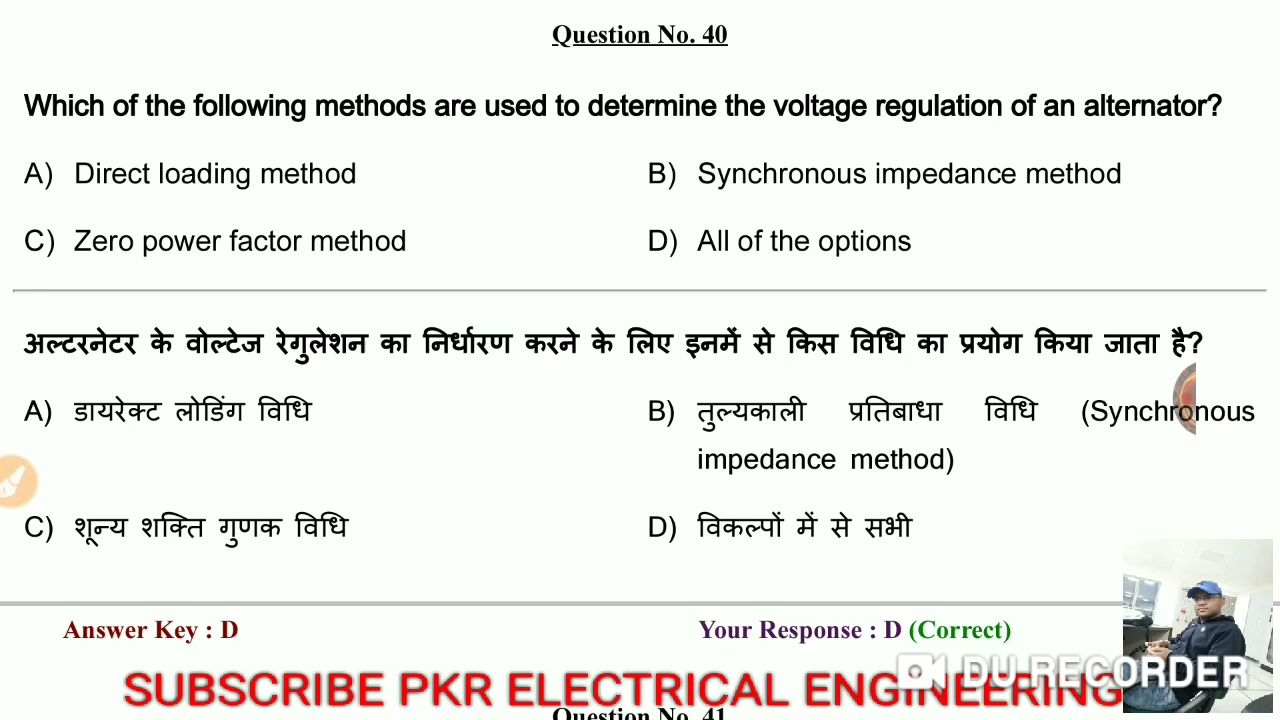 Question No. 40
Which of the following methods are used to determine the voltage regulation of an alternator?
A) Direct loading method B) Synchronous impedance method
C) Zero power factor method D) All of the options
अल्टरनेटर के वोल्टेज रेगुलेशन का निर्धारण करने के लिए इनमें से किस विधि का प्रयोग किया जाता है?
A) डायरेक्ट लोडिंग विधि B) तुल्यकाली प्रतिबाधा विधि (Synchronous
impedance method)
C) शून्य शक्ति गुणक विधि D) विकल्पों में से सभी
Answer Key : D Your Response : D (Correct)
SUBSCRIBE PKR ELECTRICAL ENGINEERING
DU RECORDER
Question No. 41